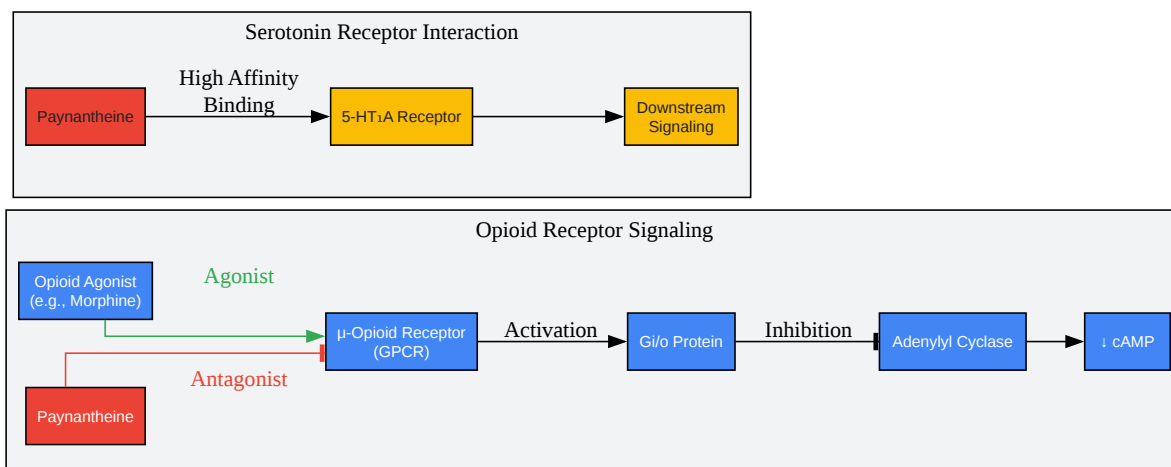 Serotonin Receptor Interaction
High Affinity
Binding
Paynantheine
5-HT₁A Receptor
Downstream
Signaling
Opioid Receptor Signaling
Opioid Agonist
(e.g., Morphine)
Agonist
μ-Opioid Receptor
(GPCR)
Activation
Gi/o Protein
Inhibition
Adenylyl Cyclase
↓ cAMP
Antagonist
Paynantheine